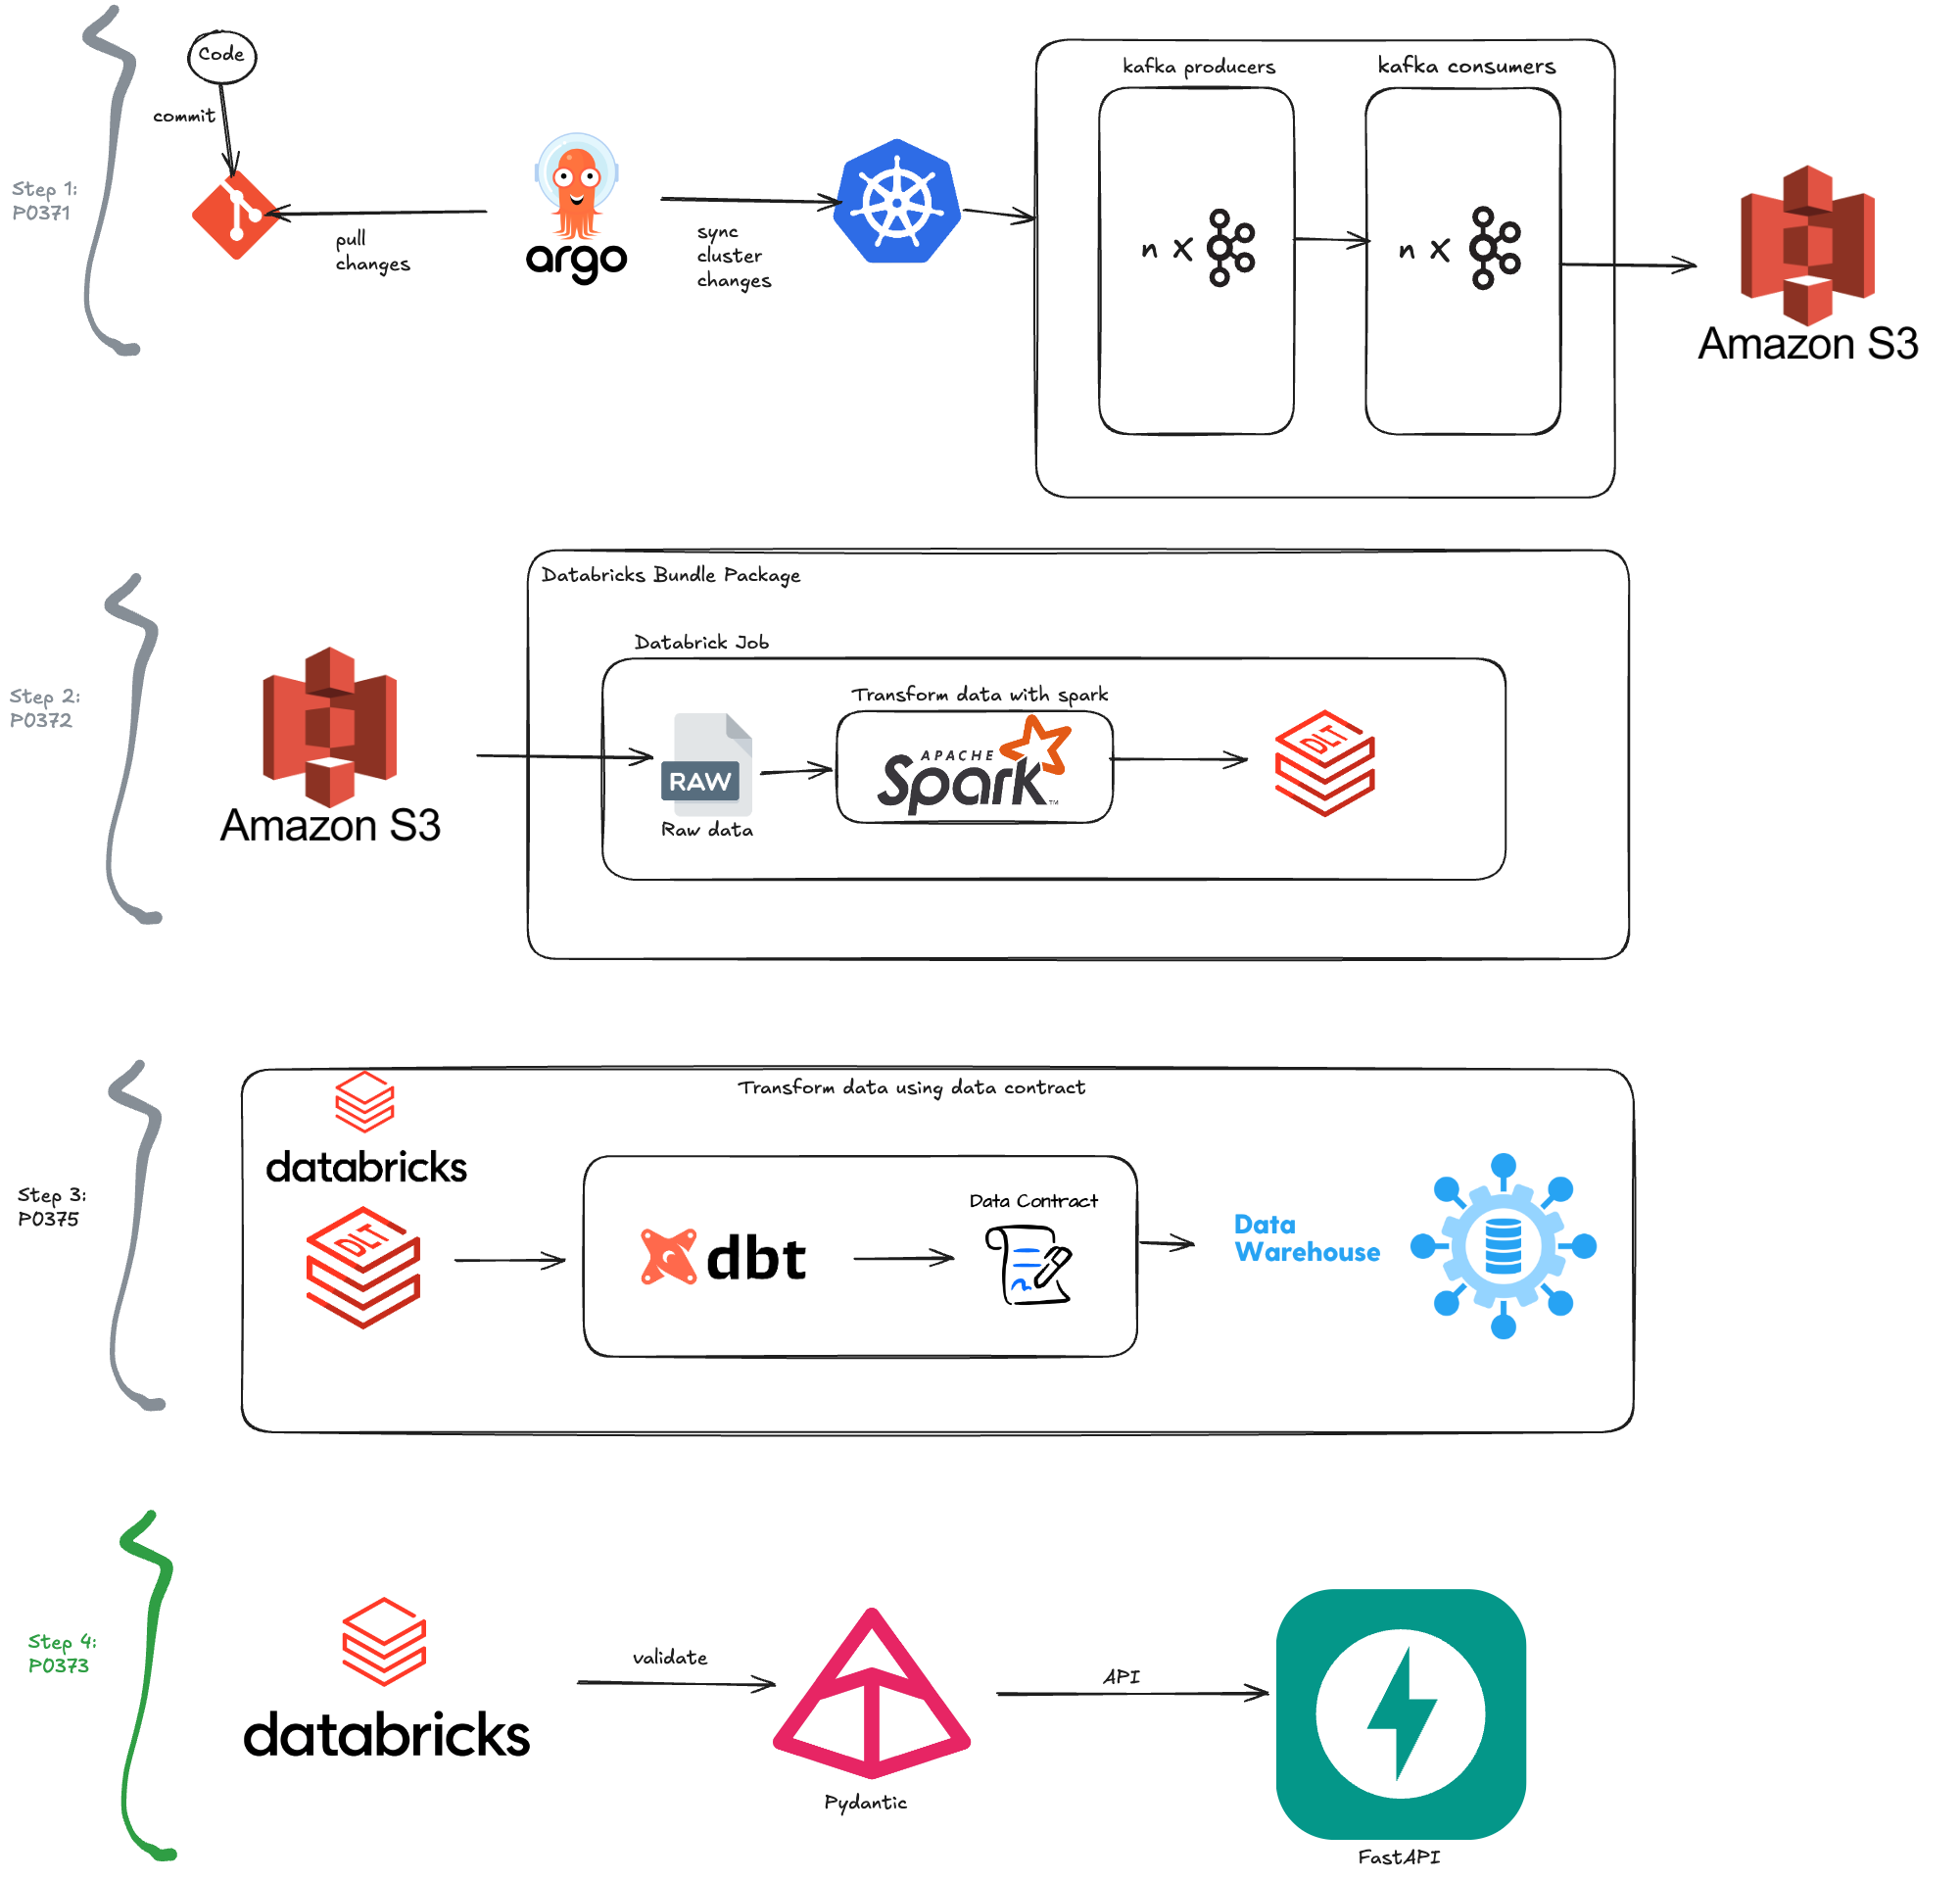 Code
commit
Step 1:
P0371
pull
changes
argo
sync
cluster
changes
kafka producers
kafka consumers
n x
n x
Amazon S3
Step 2:
P0372
Amazon S3
Databricks Bundle Package
Databrick Job
RAW
Raw data
Transform data with spark
APACHE
Spark
TM
DLT
Step 3:
P0375
databricks
DLT
Transform data using data contract
dbt
Data Contract
Data
Warehouse
Step 4:
P0373
databricks
validate
Pydantic
API
FastAPI